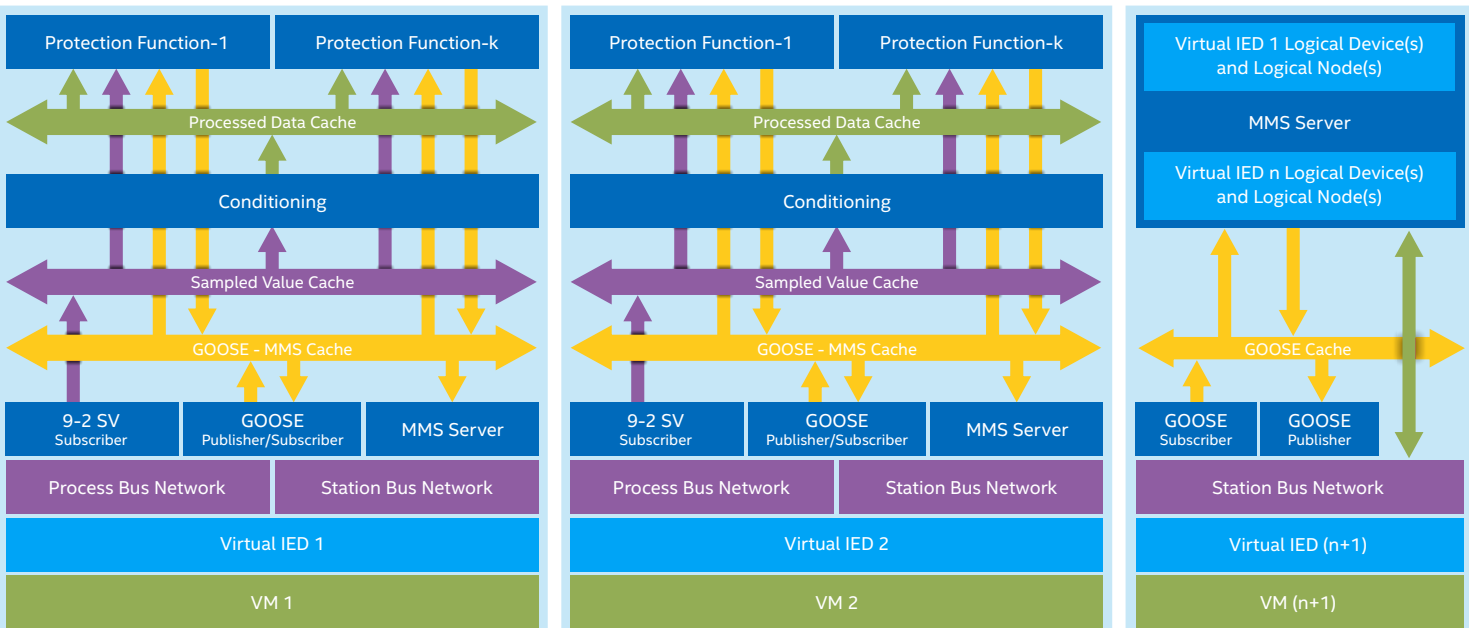 Protection Function-1
Protection Function-k
Processed Data Cache
Conditioning
Sampled Value Cache
GOOSE - MMS Cache
9-2 SV
Subscriber
GOOSE
Publisher/Subscriber
MMS Server
Process Bus Network
Station Bus Network
Virtual IED 1
VM 1
Protection Function-1
Protection Function-k
Processed Data Cache
Conditioning
Sampled Value Cache
GOOSE - MMS Cache
9-2 SV
Subscriber
GOOSE
Publisher/Subscriber
MMS Server
Process Bus Network
Station Bus Network
Virtual IED 2
VM 2
Virtual IED 1 Logical Device(s)
and Logical Node(s)
MMS Server
Virtual IED n Logical Device(s)
and Logical Node(s)
GOOSE Cache
GOOSE
Subscriber
GOOSE
Publisher
Station Bus Network
Virtual IED (n+1)
VM (n+1)